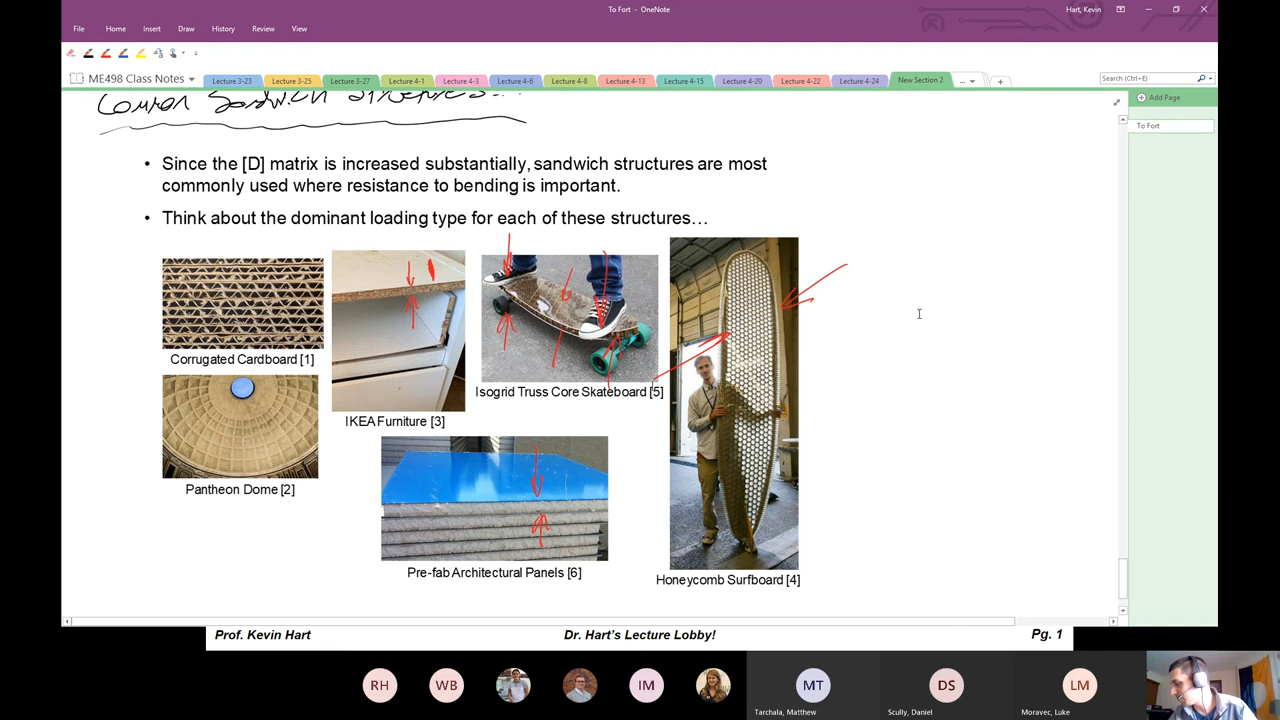 To Fort - OneNote
Hart, Kevin
File Home Insert Draw History Review View
ME498 Class Notes
Lecture 3-23 Lecture 3-25 Lecture 3-27 Lecture 4-1 Lecture 4-3 Lecture 4-6 Lecture 4-8 Lecture 4-13 Lecture 4-15 Lecture 4-20 Lecture 4-22 Lecture 4-24 New Section 2 ...
Search (Ctrl+E)
Add Page
To Fort
Sandwich
• Since the [D] matrix is increased substantially, sandwich structures are most
commonly used where resistance to bending is important.
• Think about the dominant loading type for each of these structures…
Corrugated Cardboard [1]
Isogrid Truss Core Skateboard [5]
IKEA Furniture [3]
Pantheon Dome [2]
Pre-fab Architectural Panels [6]
Honeycomb Surfboard [4]
Prof. Kevin Hart Dr. Hart's Lecture Lobby! Pg. 1
RH WB IM MT DS LM
Tarchala, Matthew Scully, Daniel Moravec, Luke